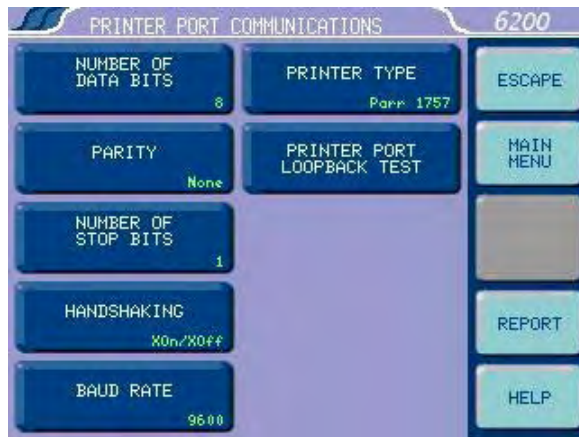 PRINTER PORT COMMUNICATIONS
6200
NUMBER OF
DATA BITS
8
PRINTER TYPE
Parr 1757
ESCAPE
PARITY
None
PRINTER PORT
LOOPBACK TEST
MAIN
MENU
NUMBER OF
STOP BITS
1
HANDSHAKING
XOn/XOff
REPORT
BAUD RATE
9600
HELP